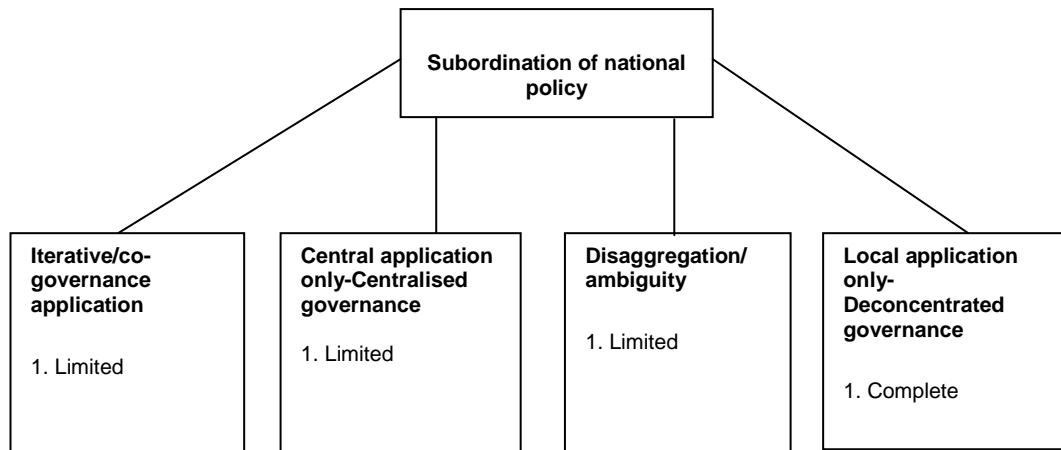 Subordination of national
policy
Iterative/co-
governance
application
1. Limited
Central application
only-Centralised
governance
1. Limited
Disaggregation/
ambiguity
1. Limited
Local application
only-
Deconcentrated
governance
1. Complete